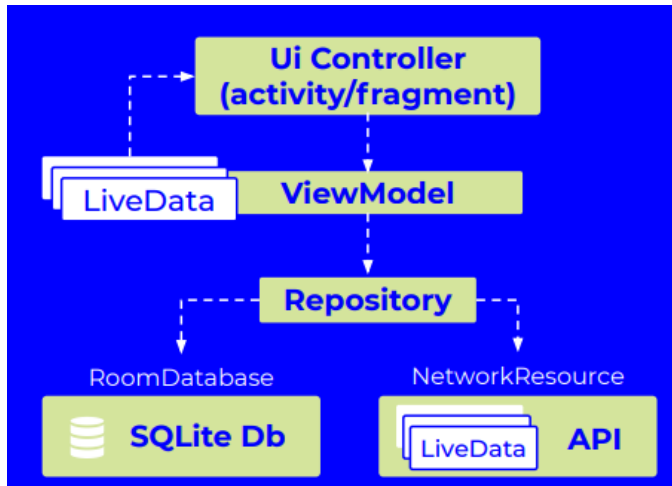 Ui Controller
(activity/fragment)
LiveData
ViewModel
Repository
RoomDatabase
NetworkResource
SQLite Db
LiveData
API